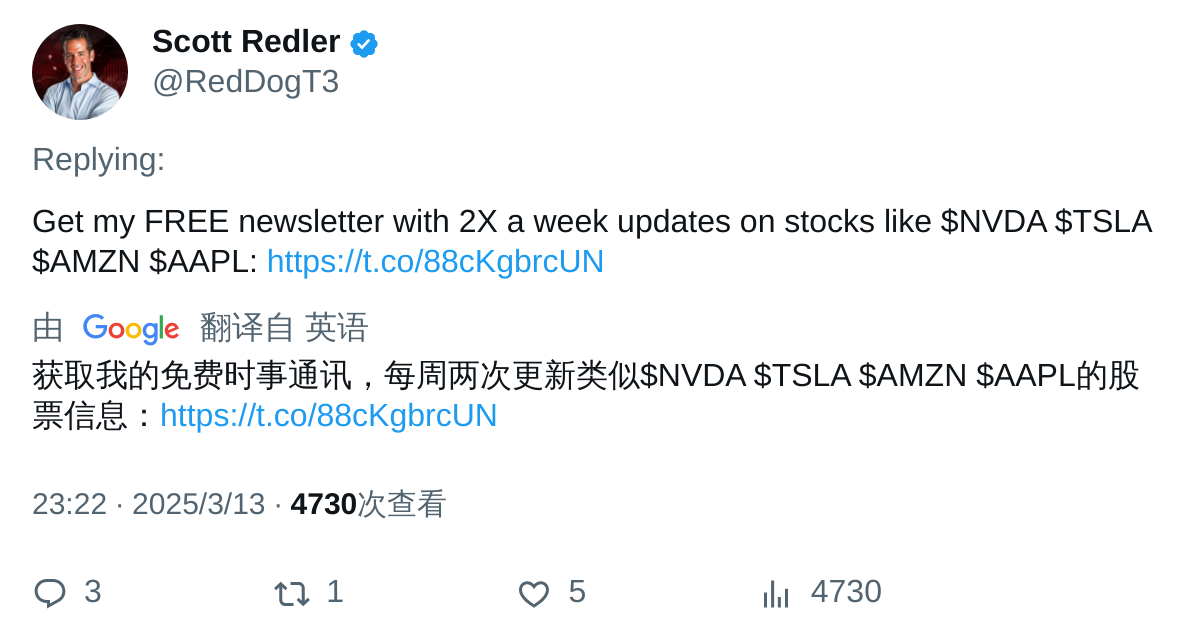 Scott Redler
@RedDogT3
Replying:
Get my FREE newsletter with 2X a week updates on stocks like $NVDA $TSLA
$AMZN $AAPL: https://t.co/88cKgbrcUN
由 Google 翻译自 英语
获取我的免费时事通讯，每周两次更新类似$NVDA $TSLA $AMZN $AAPL的股
票信息：https://t.co/88cKgbrcUN
23:22 · 2025/3/13 · 4730次查看
3 1 5 4730